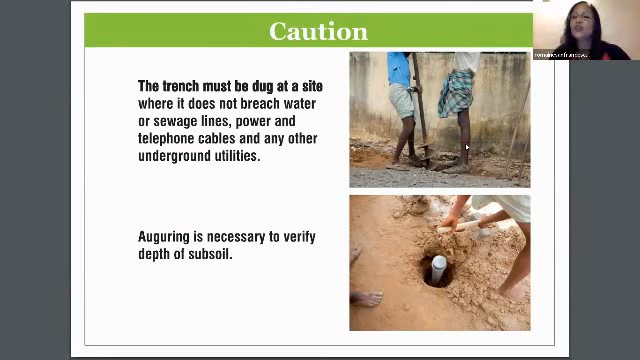 Caution
The trench must be dug at a site
where it does not breach water
or sewage lines, power and
telephone cables and any other
underground utilities.
Auguring is necessary to verify
depth of subsoil.